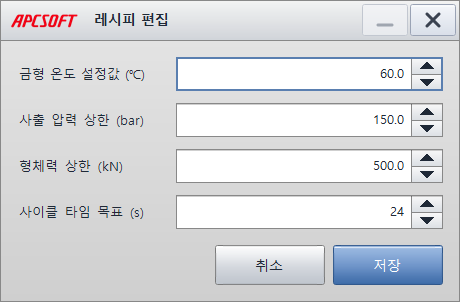 APCSOFT 레시피 편집
금형 온도 설정값 (℃) 60.0
사출 압력 상한 (bar) 150.0
형체력 상한 (kN) 500.0
사이클 타임 목표 (s) 24
취소 저장